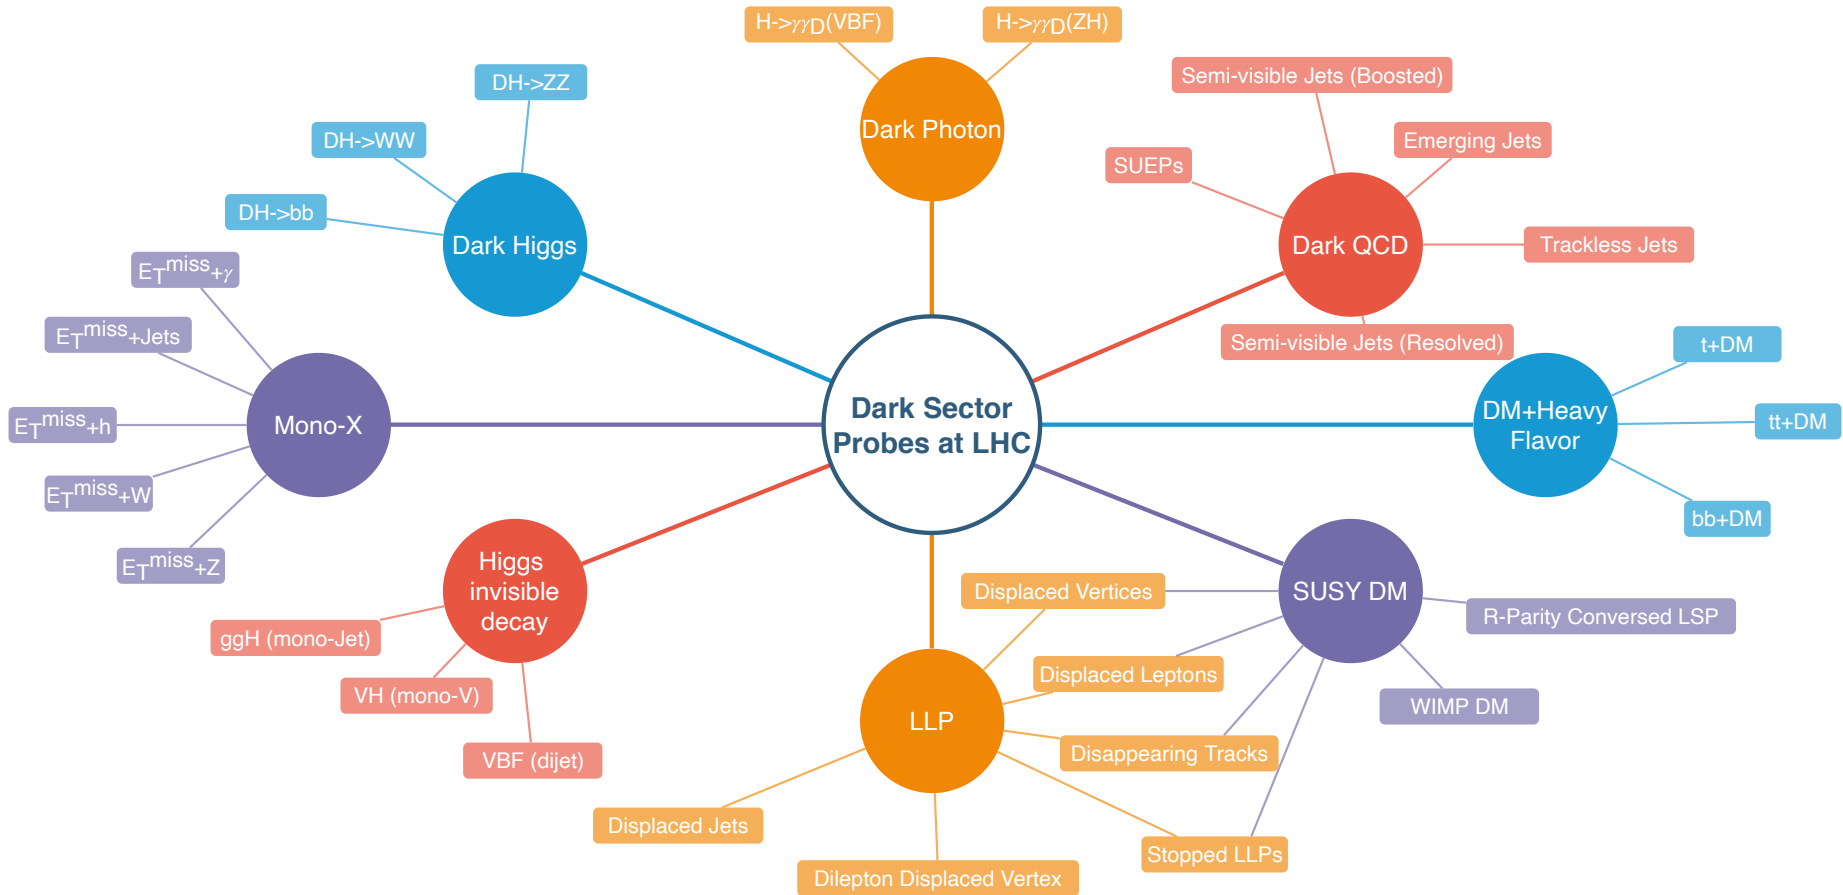 H->γγD(VBF)
H->γγD(ZH)
Dark Photon
DH->ZZ
DH->WW
DH->bb
Dark Higgs
Semi-visible Jets (Boosted)
Emerging Jets
SUEPs
Dark QCD
Trackless Jets
Semi-visible Jets (Resolved)
ETmiss+γ
ETmiss+Jets
ETmiss+h
ETmiss+W
ETmiss+Z
Mono-X
Dark Sector
Probes at LHC
DM+Heavy
Flavor
t+DM
tt+DM
bb+DM
Higgs
invisible
decay
ggH (mono-Jet)
VH (mono-V)
VBF (dijet)
SUSY DM
R-Parity Conversed LSP
WIMP DM
Displaced Vertices
Displaced Leptons
LLP
Disappearing Tracks
Displaced Jets
Stopped LLPs
Dilepton Displaced Vertex